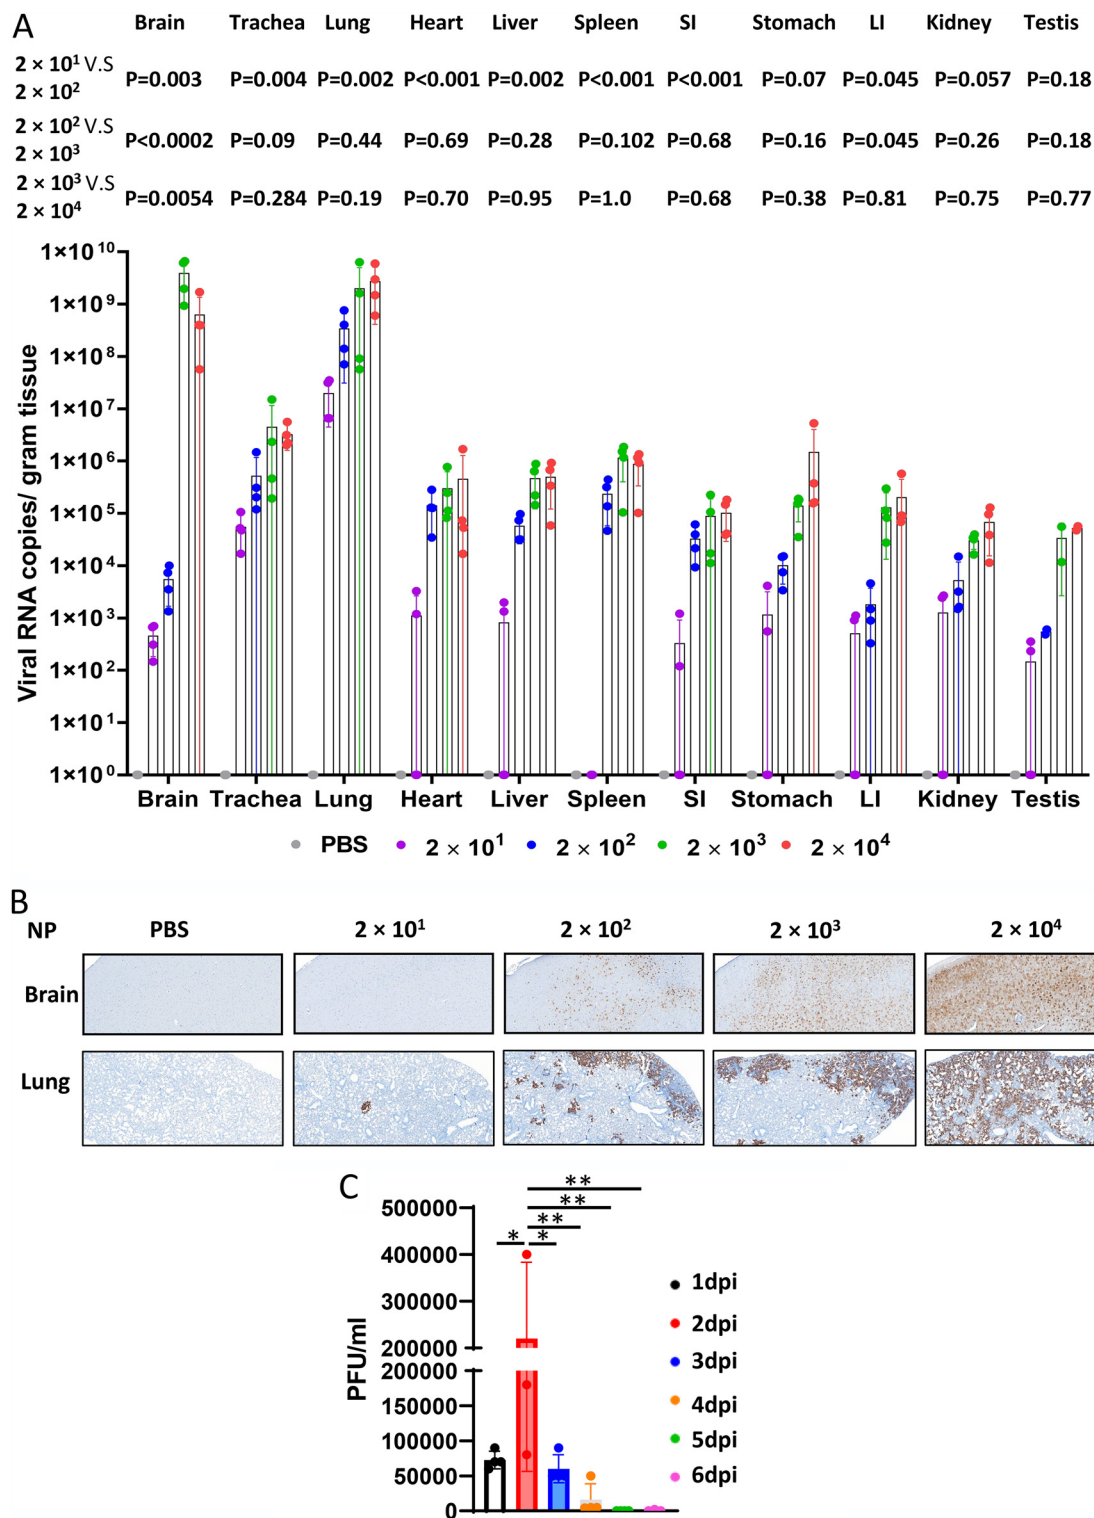 A
Brain Trachea Lung Heart Liver Spleen SI Stomach LI Kidney Testis
2 × 10¹ V.S
2 × 10²
P=0.003 P=0.004 P=0.002 P<0.001 P=0.002 P<0.001 P<0.001 P=0.07 P=0.045 P=0.057 P=0.18
2 × 10² V.S
2 × 10³
P<0.0002 P=0.09 P=0.44 P=0.69 P=0.28 P=0.102 P=0.68 P=0.16 P=0.045 P=0.26 P=0.18
2 × 10³ V.S
2 × 10⁴
P=0.0054 P=0.284 P=0.19 P=0.70 P=0.95 P=1.0 P=0.68 P=0.38 P=0.81 P=0.75 P=0.77
Viral RNA copies/ gram tissue
1×10¹⁰
1×10⁹
1×10⁸
1×10⁷
1×10⁶
1×10⁵
1×10⁴
1×10³
1×10²
1×10¹
1×10⁰
Brain Trachea Lung Heart Liver Spleen SI Stomach LI Kidney Testis
PBS 2 × 10¹ 2 × 10² 2 × 10³ 2 × 10⁴
B
NP PBS 2 × 10¹ 2 × 10² 2 × 10³ 2 × 10⁴
Brain
Lung
C
PFU/ml
500000
400000
300000
200000
200000
150000
100000
50000
0
**
**
**
* *
1dpi
2dpi
3dpi
4dpi
5dpi
6dpi